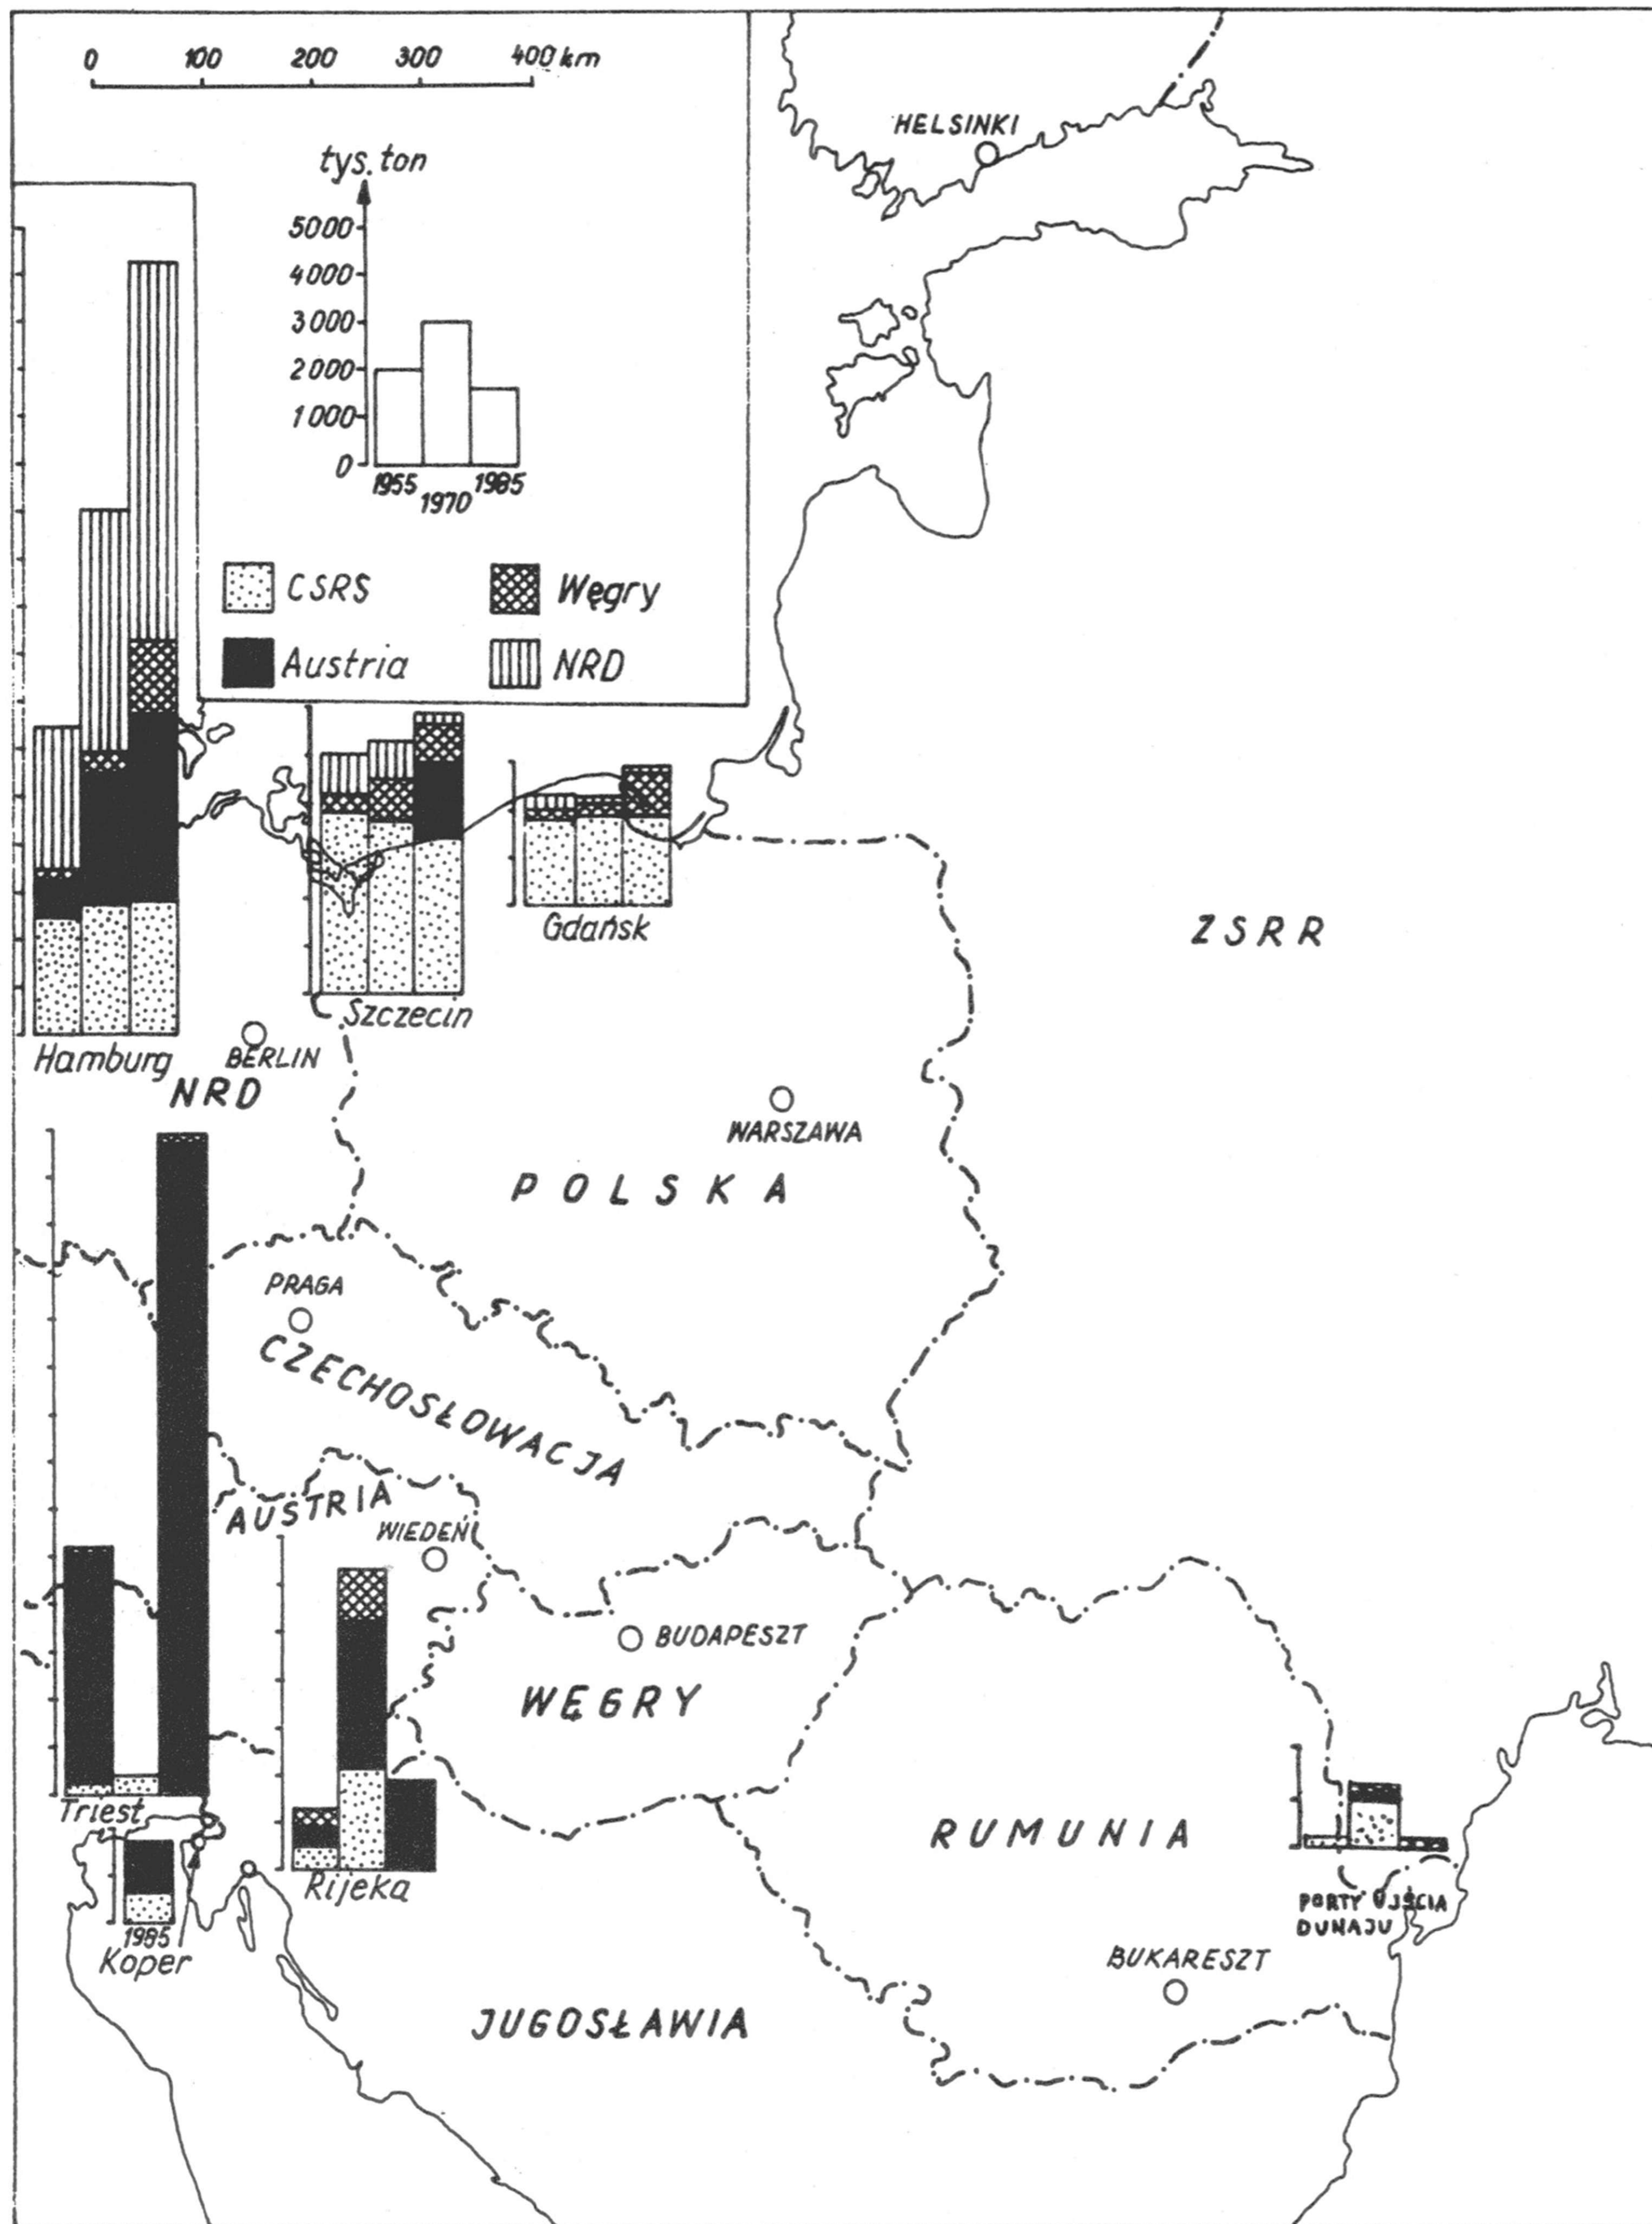 0 100 200 300 400 km
HELSINKI
tys. ton
5000
4000
3000
2000
1000
0
1955 1970 1985
CSRS Węgry
Austria NRD
Gdańsk
ZSRR
Szczecin
Hamburg
BERLIN
NRD
WARSZAWA
POLSKA
PRAGA
CZECHOSŁOWACJA
AUSTRIA
WIEDEŃ
BUDAPESZT
WĘGRY
Triest
RUMUNIA
Rijeka
PORTY UJŚCIA
DUNAJU
1985
Koper
BUKARESZT
JUGOSŁAWIA